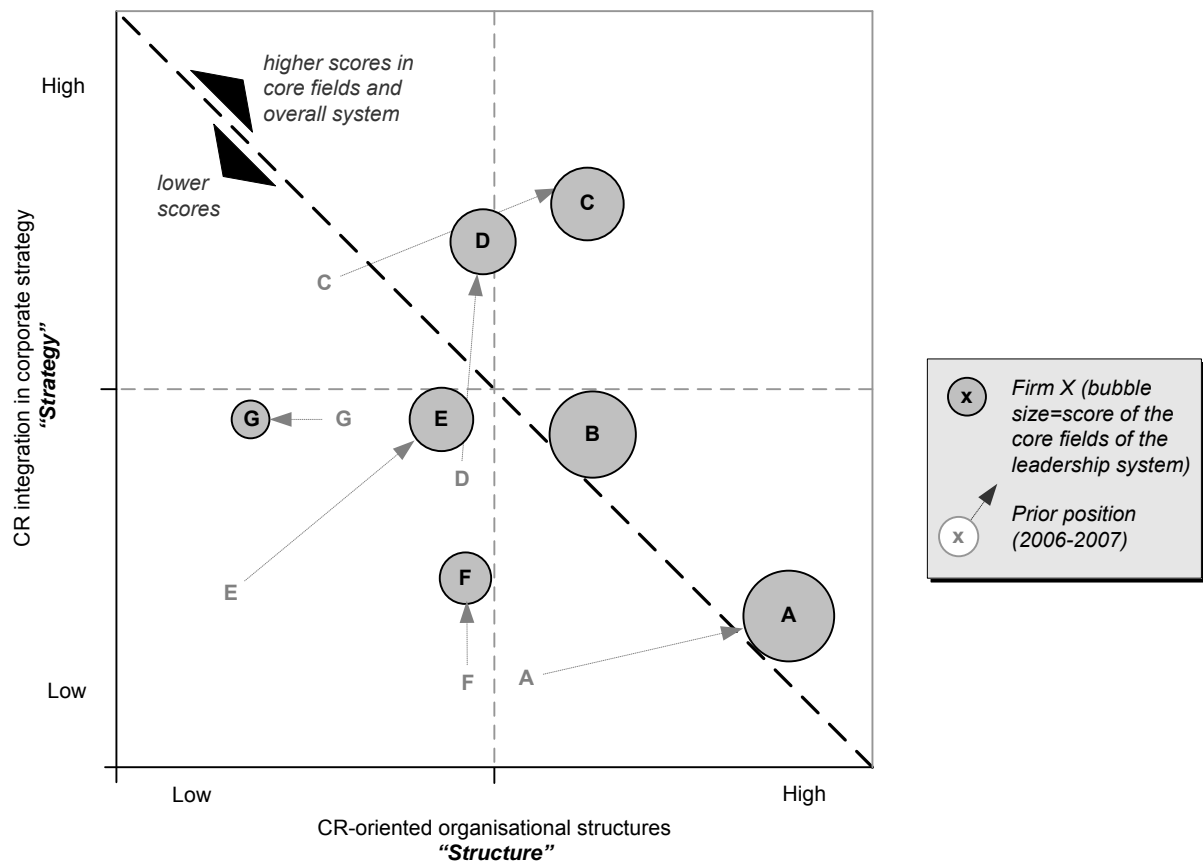 higher scores in
core fields and
overall system
High
lower
scores
C
D
C
CR integration in corporate strategy
"Strategy"
G
G
E
B
D
E
F
A
F
A
Low
Low
High
CR-oriented organisational structures
“Structure”
x
Firm X (bubble
size=score of the
core fields of the
leadership system)
x
Prior position
(2006-2007)